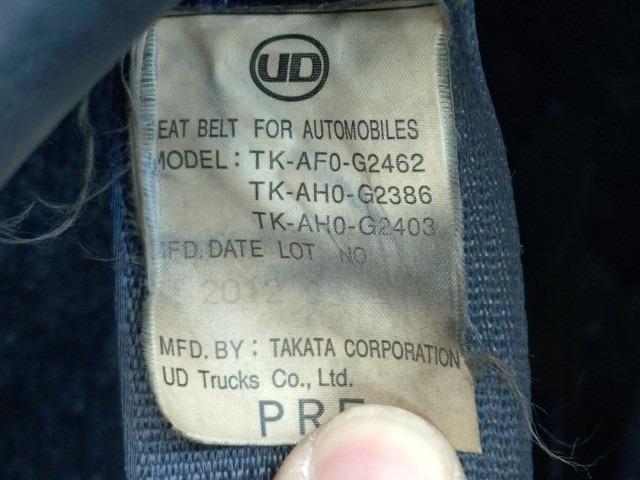 UD
EAT BELT FOR AUTOMOBILES
MODEL: TK-AF0-G2462
TK-AH0-G2386
TK-AH0-G2403
MFD. DATE LOT NO
2012
MFD. BY: TAKATA CORPORATION
UD Trucks Co., Ltd.
PRE